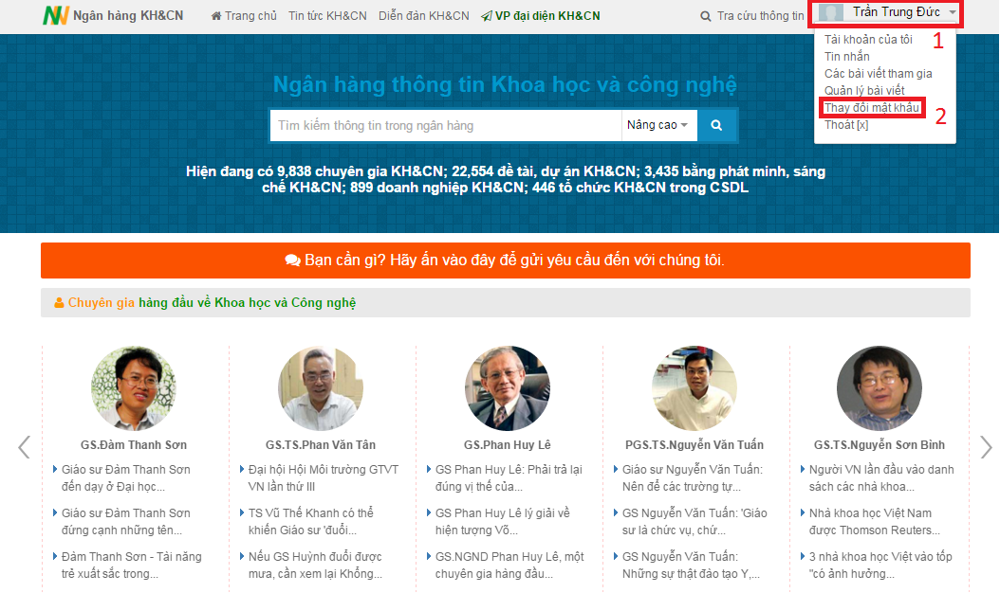 NN Ngân hàng KH&CN Trang chủ Tin tức KH&CN Diễn đàn KH&CN VP đại diện KH&CN Tra cứu thông tin Trần Trung Đức
1
Tài khoản của tôi
Tin nhắn
Các bài viết tham gia
Quản lý bài viết
Thay đổi mật khẩu
2
Thoát [x]
Ngân hàng thông tin Khoa học và công nghệ
Tìm kiếm thông tin trong ngân hàng Nâng cao
Hiện đang có 9,838 chuyên gia KH&CN; 22,554 đề tài, dự án KH&CN; 3,435 bằng phát minh, sáng
chế KH&CN; 899 doanh nghiệp KH&CN; 446 tổ chức KH&CN trong CSDL
Bạn cần gì? Hãy ấn vào đây để gửi yêu cầu đến với chúng tôi.
Chuyên gia hàng đầu về Khoa học và Công nghệ
GS.Đàm Thanh Sơn
Giáo sư Đàm Thanh Sơn
đến dạy ở Đại học...
Giáo sư Đàm Thanh Sơn
đứng cạnh những tên...
Đàm Thanh Sơn - Tài năng
trẻ xuất sắc trong...
GS.TS.Phan Văn Tân
Đại hội Hội Môi trường GTVT
VN lần thứ III
TS Vũ Thế Khanh có thể
khiến Giáo sư 'đuổi...
Nếu GS Huỳnh đuổi được
mưa, cần xem lại Khổng...
GS.Phan Huy Lê
GS Phan Huy Lê: Phải trả lại
đúng vị thế của...
GS Phan Huy Lê lý giải về
hiện tượng Võ...
GS.NGND Phan Huy Lê, một
chuyên gia hàng đầu...
PGS.TS.Nguyễn Văn Tuấn
Giáo sư Nguyễn Văn Tuấn:
Nên để các trường tự...
GS Nguyễn Văn Tuấn: 'Giáo
sư là chức vụ, chứ...
GS Nguyễn Văn Tuấn:
Những sự thật đào tạo Y,...
GS.TS.Nguyễn Sơn Bình
Người VN lần đầu vào danh
sách các nhà khoa...
Nhà khoa học Việt Nam
được Thomson Reuters...
3 nhà khoa học Việt vào tốp
"có ảnh hưởng...